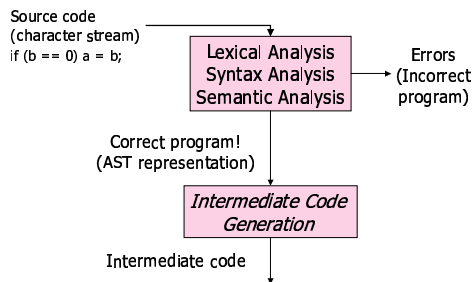 Source code
(character stream)
if (b == 0) a = b;
Lexical Analysis
Syntax Analysis
Semantic Analysis
Errors
(Incorrect
program)
Correct program!
(AST representation)
Intermediate Code
Generation
Intermediate code